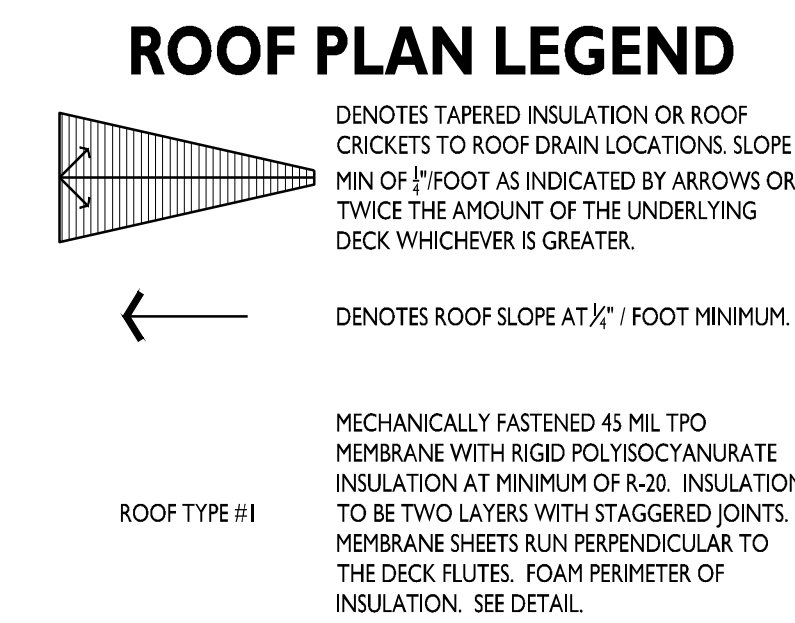 ROOF PLAN LEGEND
DENOTES TAPERED INSULATION OR ROOF
CRICKETS TO ROOF DRAIN LOCATIONS. SLOPE
MIN OF 1/4"/FOOT AS INDICATED BY ARROWS OR
TWICE THE AMOUNT OF THE UNDERLYING
DECK WHICHEVER IS GREATER.
DENOTES ROOF SLOPE AT 1/4" / FOOT MINIMUM.
ROOF TYPE #1
MECHANICALLY FASTENED 45 MIL TPO
MEMBRANE WITH RIGID POLYISOCYANURATE
INSULATION AT MINIMUM OF R-20. INSULATION
TO BE TWO LAYERS WITH STAGGERED JOINTS.
MEMBRANE SHEETS RUN PERPENDICULAR TO
THE DECK FLUTES. FOAM PERIMETER OF
INSULATION. SEE DETAIL.